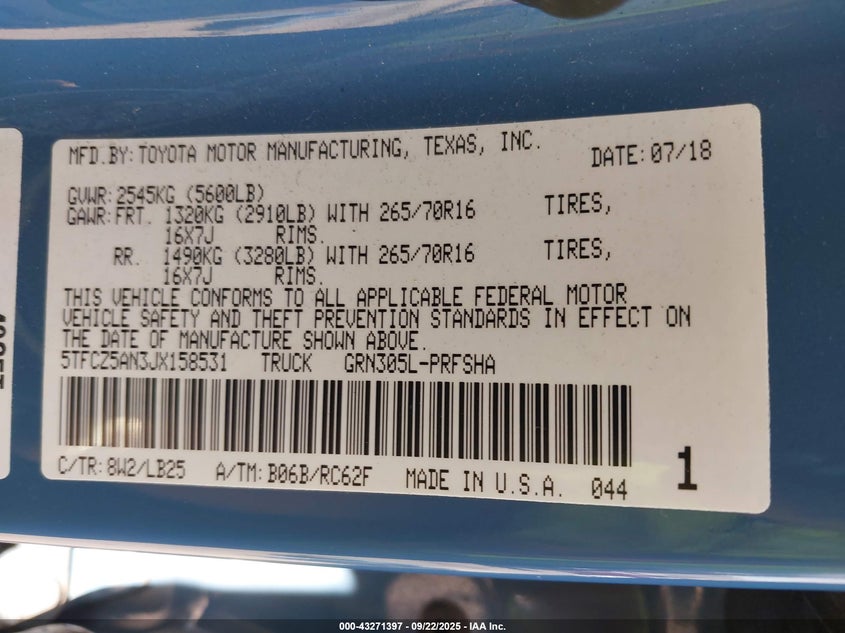 MFD.BY: TOYOTA MOTOR MANUFACTURING, TEXAS, INC. DATE: 07/18
GVWR: 2545KG (5600LB)
GAWR: FRT. 1320KG (2910LB) WITH 265/70R16 TIRES,
16X7J RIMS.
RR. 1490KG (3280LB) WITH 265/70R16 TIRES,
16X7J RIMS.
THIS VEHICLE CONFORMS TO ALL APPLICABLE FEDERAL MOTOR
VEHICLE SAFETY AND THEFT PREVENTION STANDARDS IN EFFECT ON
THE DATE OF MANUFACTURE SHOWN ABOVE.
5TFCZ5AN3JX158531 TRUCK GRN305L-PRFSHA
C/TR: 8W2/LB25 A/TM: B06B/RC62F MADE IN U.S.A. 044 1
000-43271397 - 09/22/2025 - IAA Inc.